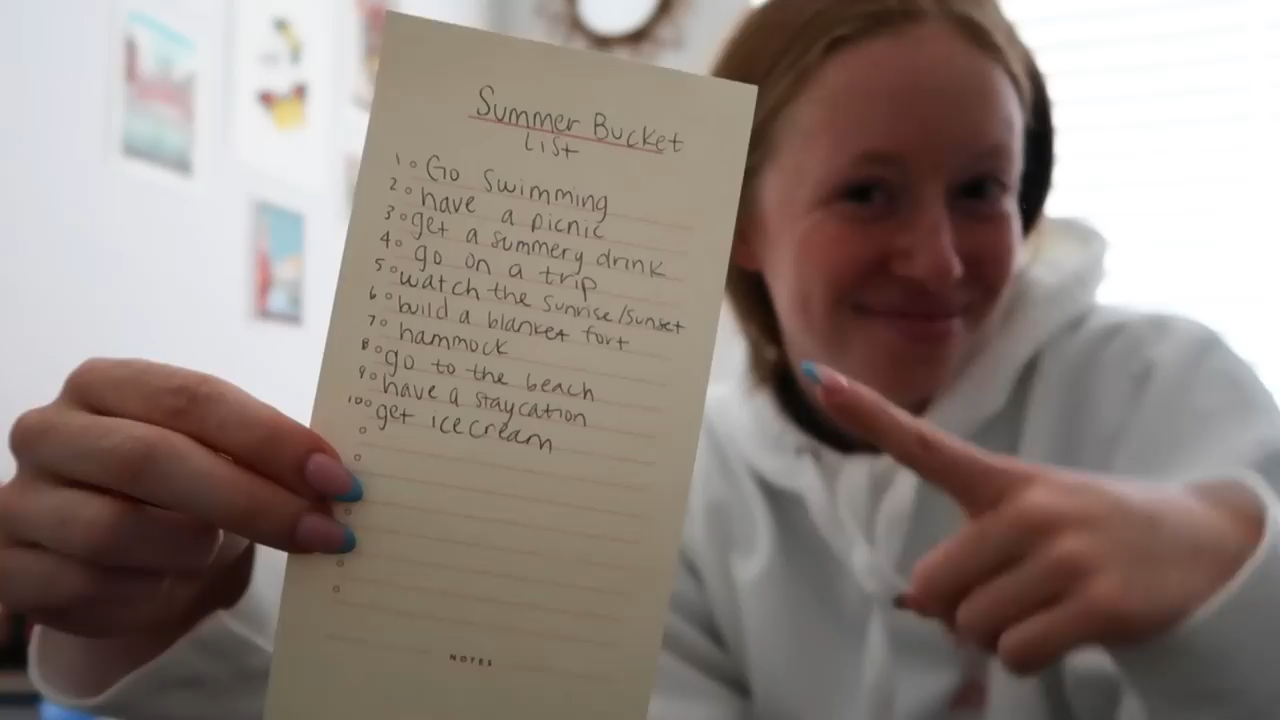 Summer Bucket
List
1. Go Swimming
2. have a picnic
3. get a summery drink
4. go on a trip
5. watch the sunrise/sunset
6. build a blanket fort
7. hammock
8. go to the beach
9. have a staycation
10. get ice cream
NOTES